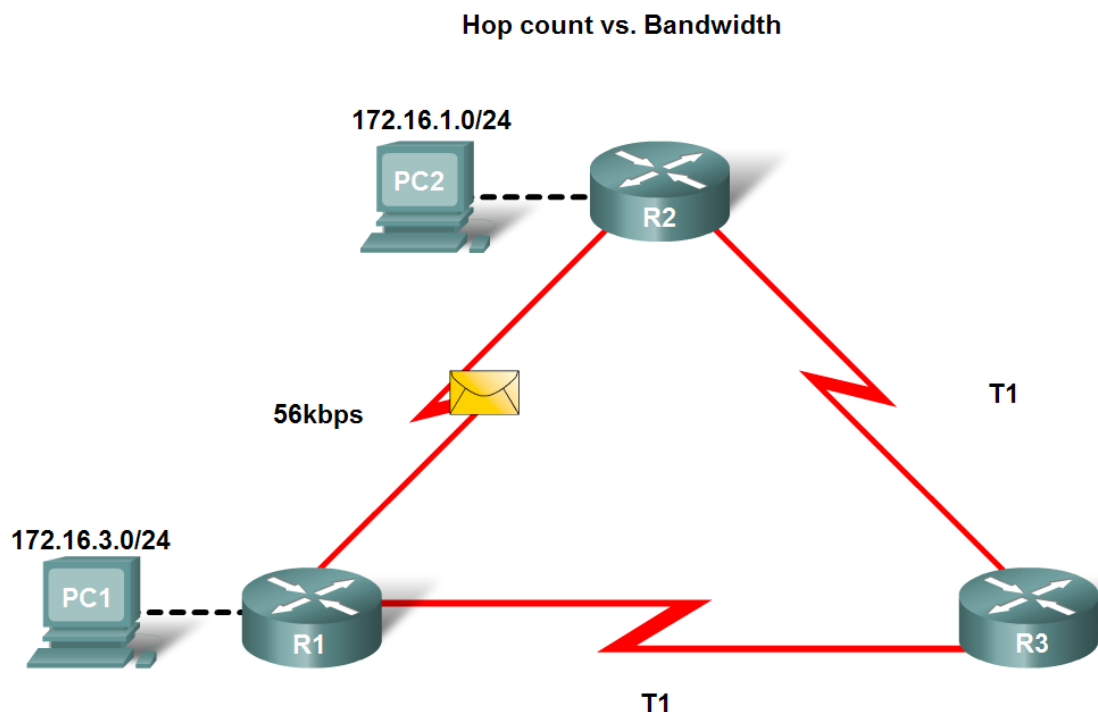 Hop count vs. Bandwidth
172.16.1.0/24
PC2
R2
56kbps
T1
172.16.3.0/24
PC1
R1
R3
T1